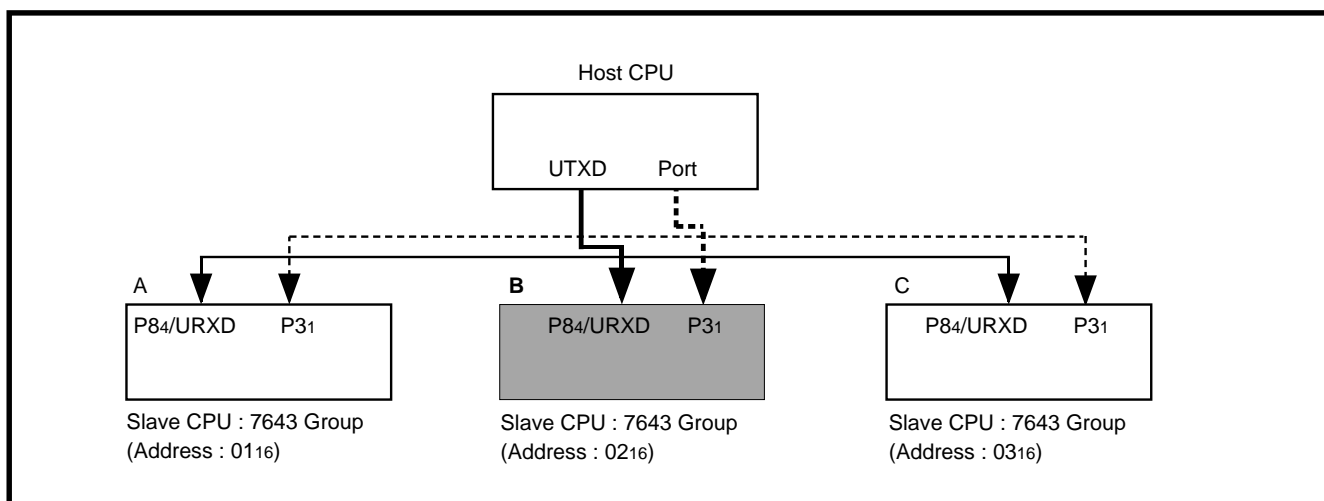 Host CPU
UTXD Port
A
B
C
P84/URXD P31
P84/URXD P31
P84/URXD P31
Slave CPU : 7643 Group
(Address : 0116)
Slave CPU : 7643 Group
(Address : 0216)
Slave CPU : 7643 Group
(Address : 0316)